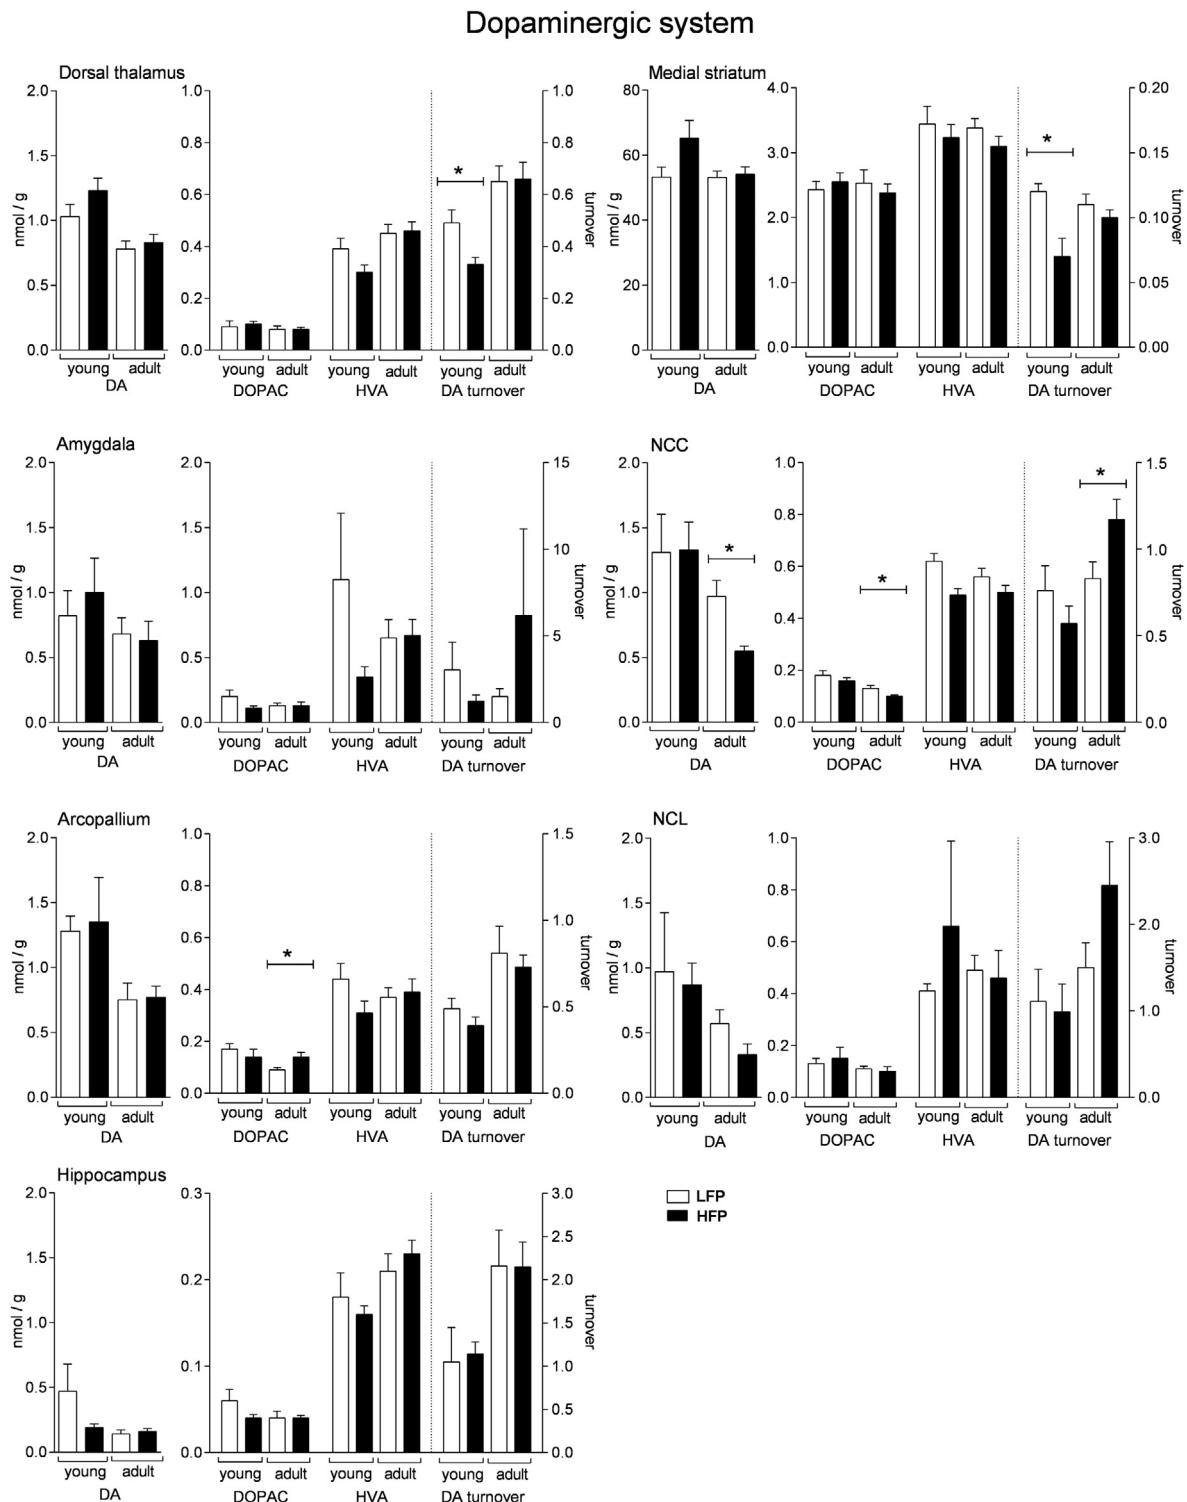 Dopaminergic system
Dorsal thalamus
2.0
1.5
1.0
0.5
0.0
nmol / g
young adult
DA
1.0
0.8
0.6
0.4
0.2
0.0
*
young adult young adult young adult
DOPAC HVA DA turnover
1.0
0.8
0.6
0.4
0.2
0.0
turnover
Medial striatum
80
60
40
20
0
nmol / g
young adult
DA
4.0
3.0
2.0
1.0
0.0
*
young adult young adult young adult
DOPAC HVA DA turnover
0.20
0.15
0.10
0.05
0.00
turnover
Amygdala
2.0
1.5
1.0
0.5
0.0
nmol / g
young adult
DA
2.0
1.5
1.0
0.5
0.0
young adult young adult young adult
DOPAC HVA DA turnover
15
10
5
0
turnover
NCC
2.0
1.5
1.0
0.5
0.0
nmol / g
*
young adult
DA
1.0
0.8
0.6
0.4
0.2
0.0
*
*
young adult young adult young adult
DOPAC HVA DA turnover
1.5
1.0
0.5
0.0
turnover
Arcopallium
2.0
1.5
1.0
0.5
0.0
nmol / g
young adult
DA
1.0
0.8
0.6
0.4
0.2
0.0
*
young adult young adult young adult
DOPAC HVA DA turnover
1.5
1.0
0.5
0.0
turnover
NCL
2.0
1.5
1.0
0.5
0.0
nmol / g
young adult
DA
1.0
0.8
0.6
0.4
0.2
0.0
young adult young adult young adult
DOPAC HVA DA turnover
3.0
2.0
1.0
0.0
turnover
Hippocampus
2.0
1.5
1.0
0.5
0.0
nmol / g
young adult
DA
0.3
0.2
0.1
0.0
young adult young adult young adult
DOPAC HVA DA turnover
3.0
2.5
2.0
1.5
1.0
0.5
0.0
turnover
LFP
HFP